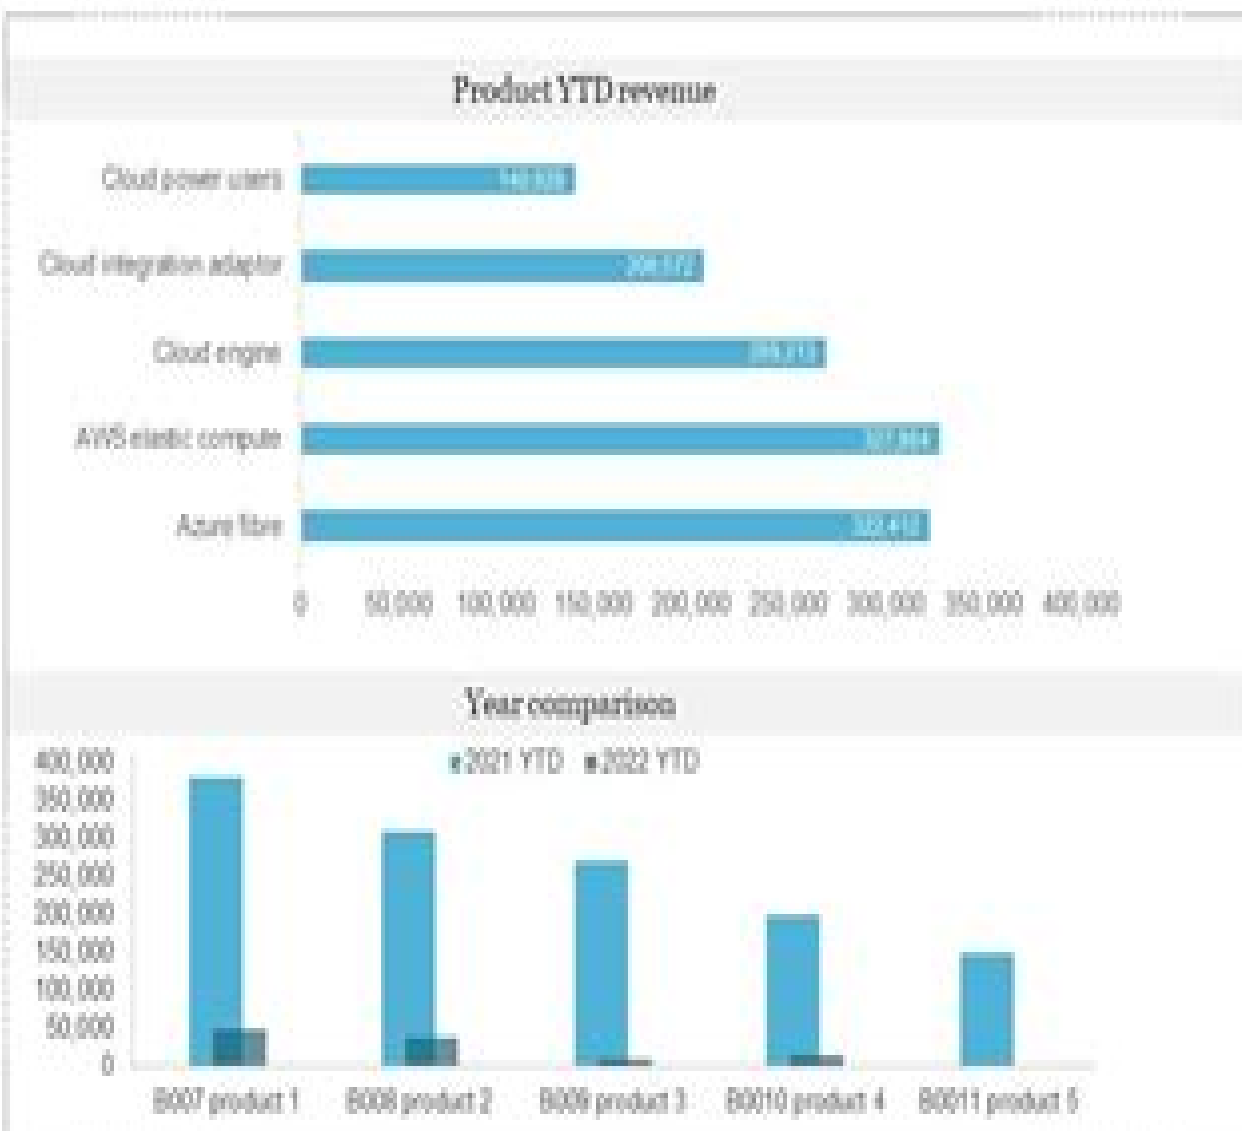 Product YTD revenue
Cloud power users
Cloud integration adaptor
Cloud engine
AWS elastic compute
Azure fibre
0 50,000 100,000 150,000 200,000 250,000 300,000 350,000 400,000
Year comparison
2021 YTD 2022 YTD
400,000
350,000
300,000
250,000
200,000
150,000
100,000
50,000
0
B007 product 1 B008 product 2 B009 product 3 B0010 product 4 B0011 product 5